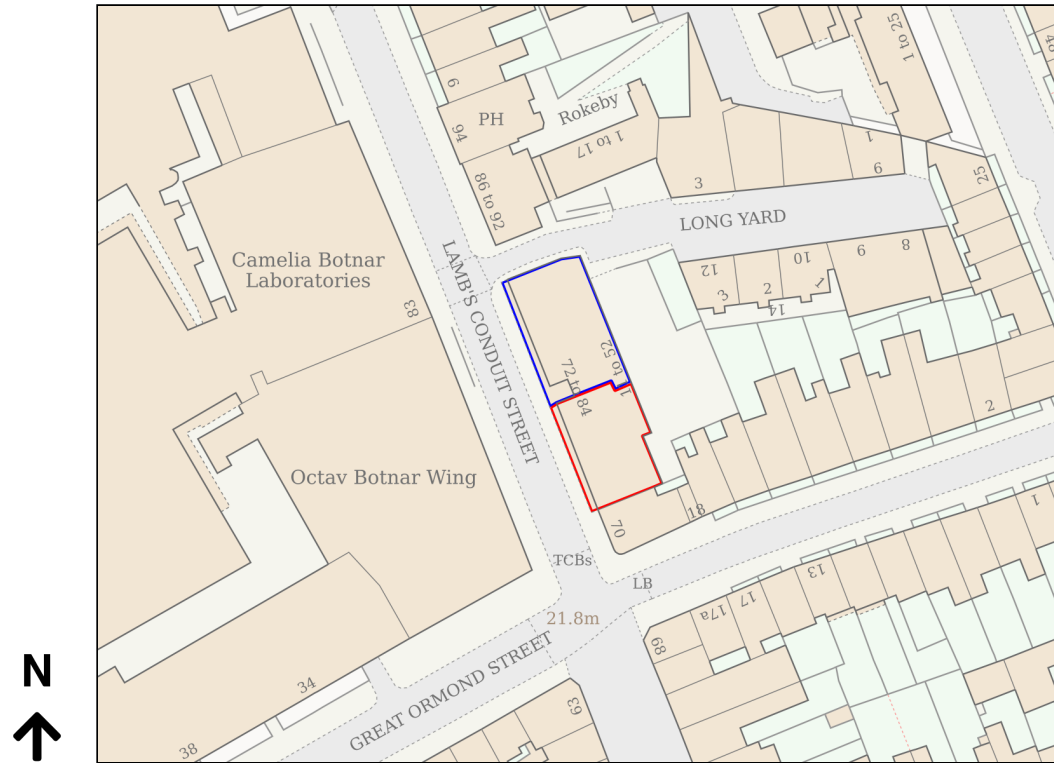 1 to 25
9
PH
Rokeby
94
1 to 17
1
86 to 92
3
9
25
LONG YARD
LAMB'S CONDUIT STREET
Camelia Botnar
Laboratories
12
10
9
8
3
2
1
14
83
72 to 84
1 to 52
2
Octav Botnar Wing
18
70
1
TCBs
LB
13
17
17a
21.8m
68
GREAT ORMOND STREET
34
63
38
N